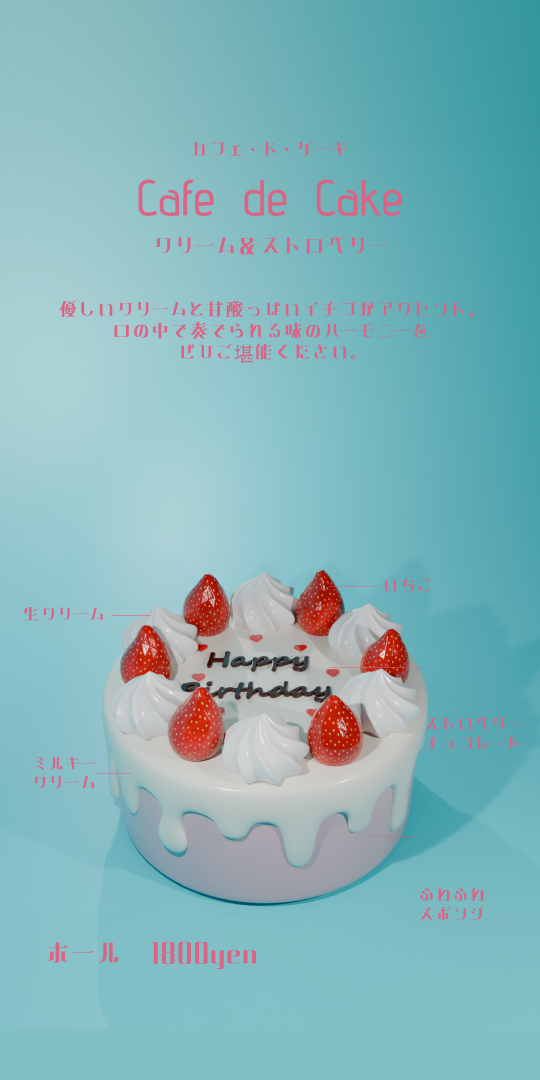 カフェ・ド・ケーキ
Cafe de Cake
クリーム&ストロベリー
優しいクリームと甘酸っぱいイチゴがアクセント。
口の中で奏でられる味のハーモニーを
ぜひご堪能ください。
いちご
生クリーム
Happy
Birthday
ストロベリー
チョコレート
ミルキー
クリーム
ふわふわ
スポンジ
ホール 1800yen